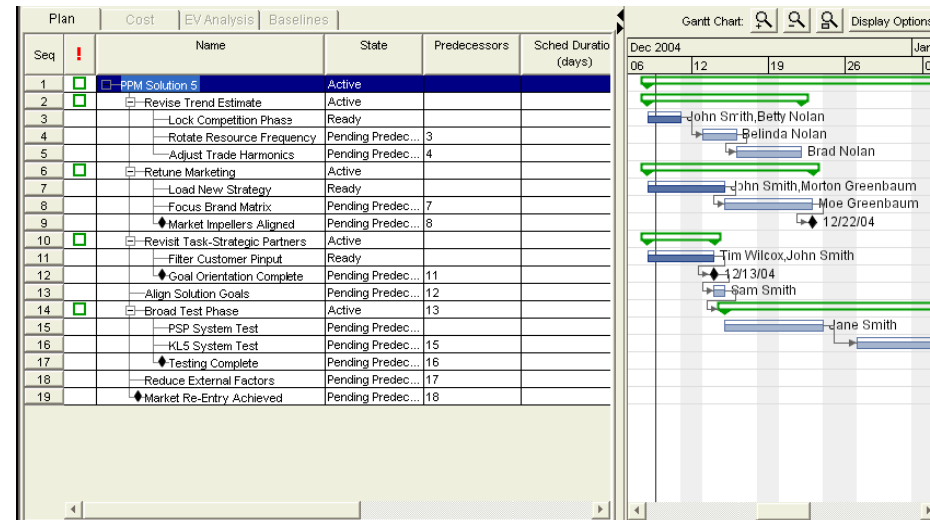 Plan Cost EV Analysis Baselines Gantt Chart: Display Options
Seq ! Name State Predecessors Sched Duratio
(days)
Dec 2004 Jan
06 12 19 26
1 PPM Solution 5 Active
2 Revise Trend Estimate Active
3 Lock Competition Phase Ready John Smith,Betty Nolan
4 Rotate Resource Frequency Pending Predec... 3 Belinda Nolan
5 Adjust Trade Harmonics Pending Predec... 4 Brad Nolan
6 Retune Marketing Active
7 Load New Strategy Ready John Smith,Morton Greenbaum
8 Focus Brand Matrix Pending Predec... 7 Moe Greenbaum
9 Market Impellers Aligned Pending Predec... 8 12/22/04
10 Revisit Task-Strategic Partners Active
11 Filter Customer Pinput Ready Tim Wilcox,John Smith
12 Goal Orientation Complete Pending Predec... 11 12/13/04
13 Align Solution Goals Pending Predec... 12 Sam Smith
14 Broad Test Phase Active 13
15 PSP System Test Pending Predec... Jane Smith
16 KL5 System Test Pending Predec... 15
17 Testing Complete Pending Predec... 16
18 Reduce External Factors Pending Predec... 17
19 Market Re-Entry Achieved Pending Predec... 18